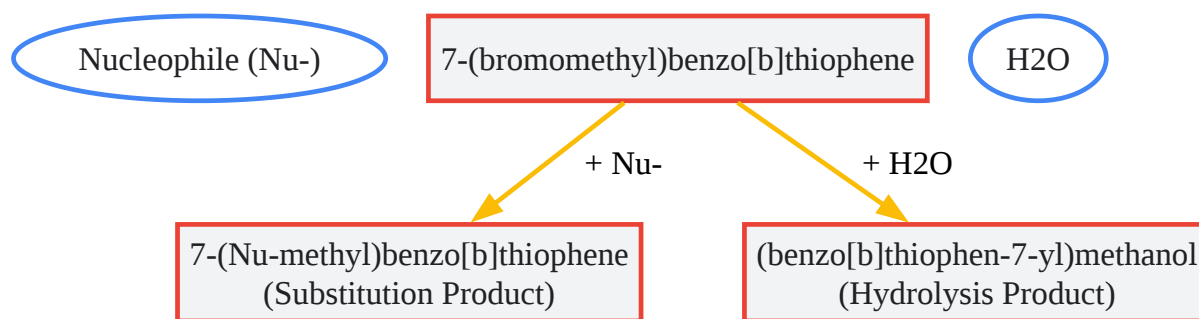 Nucleophile (Nu-)
7-(bromomethyl)benzo[b]thiophene
H2O
+ Nu-
+ H2O
7-(Nu-methyl)benzo[b]thiophene
(Substitution Product)
(benzo[b]thiophen-7-yl)methanol
(Hydrolysis Product)